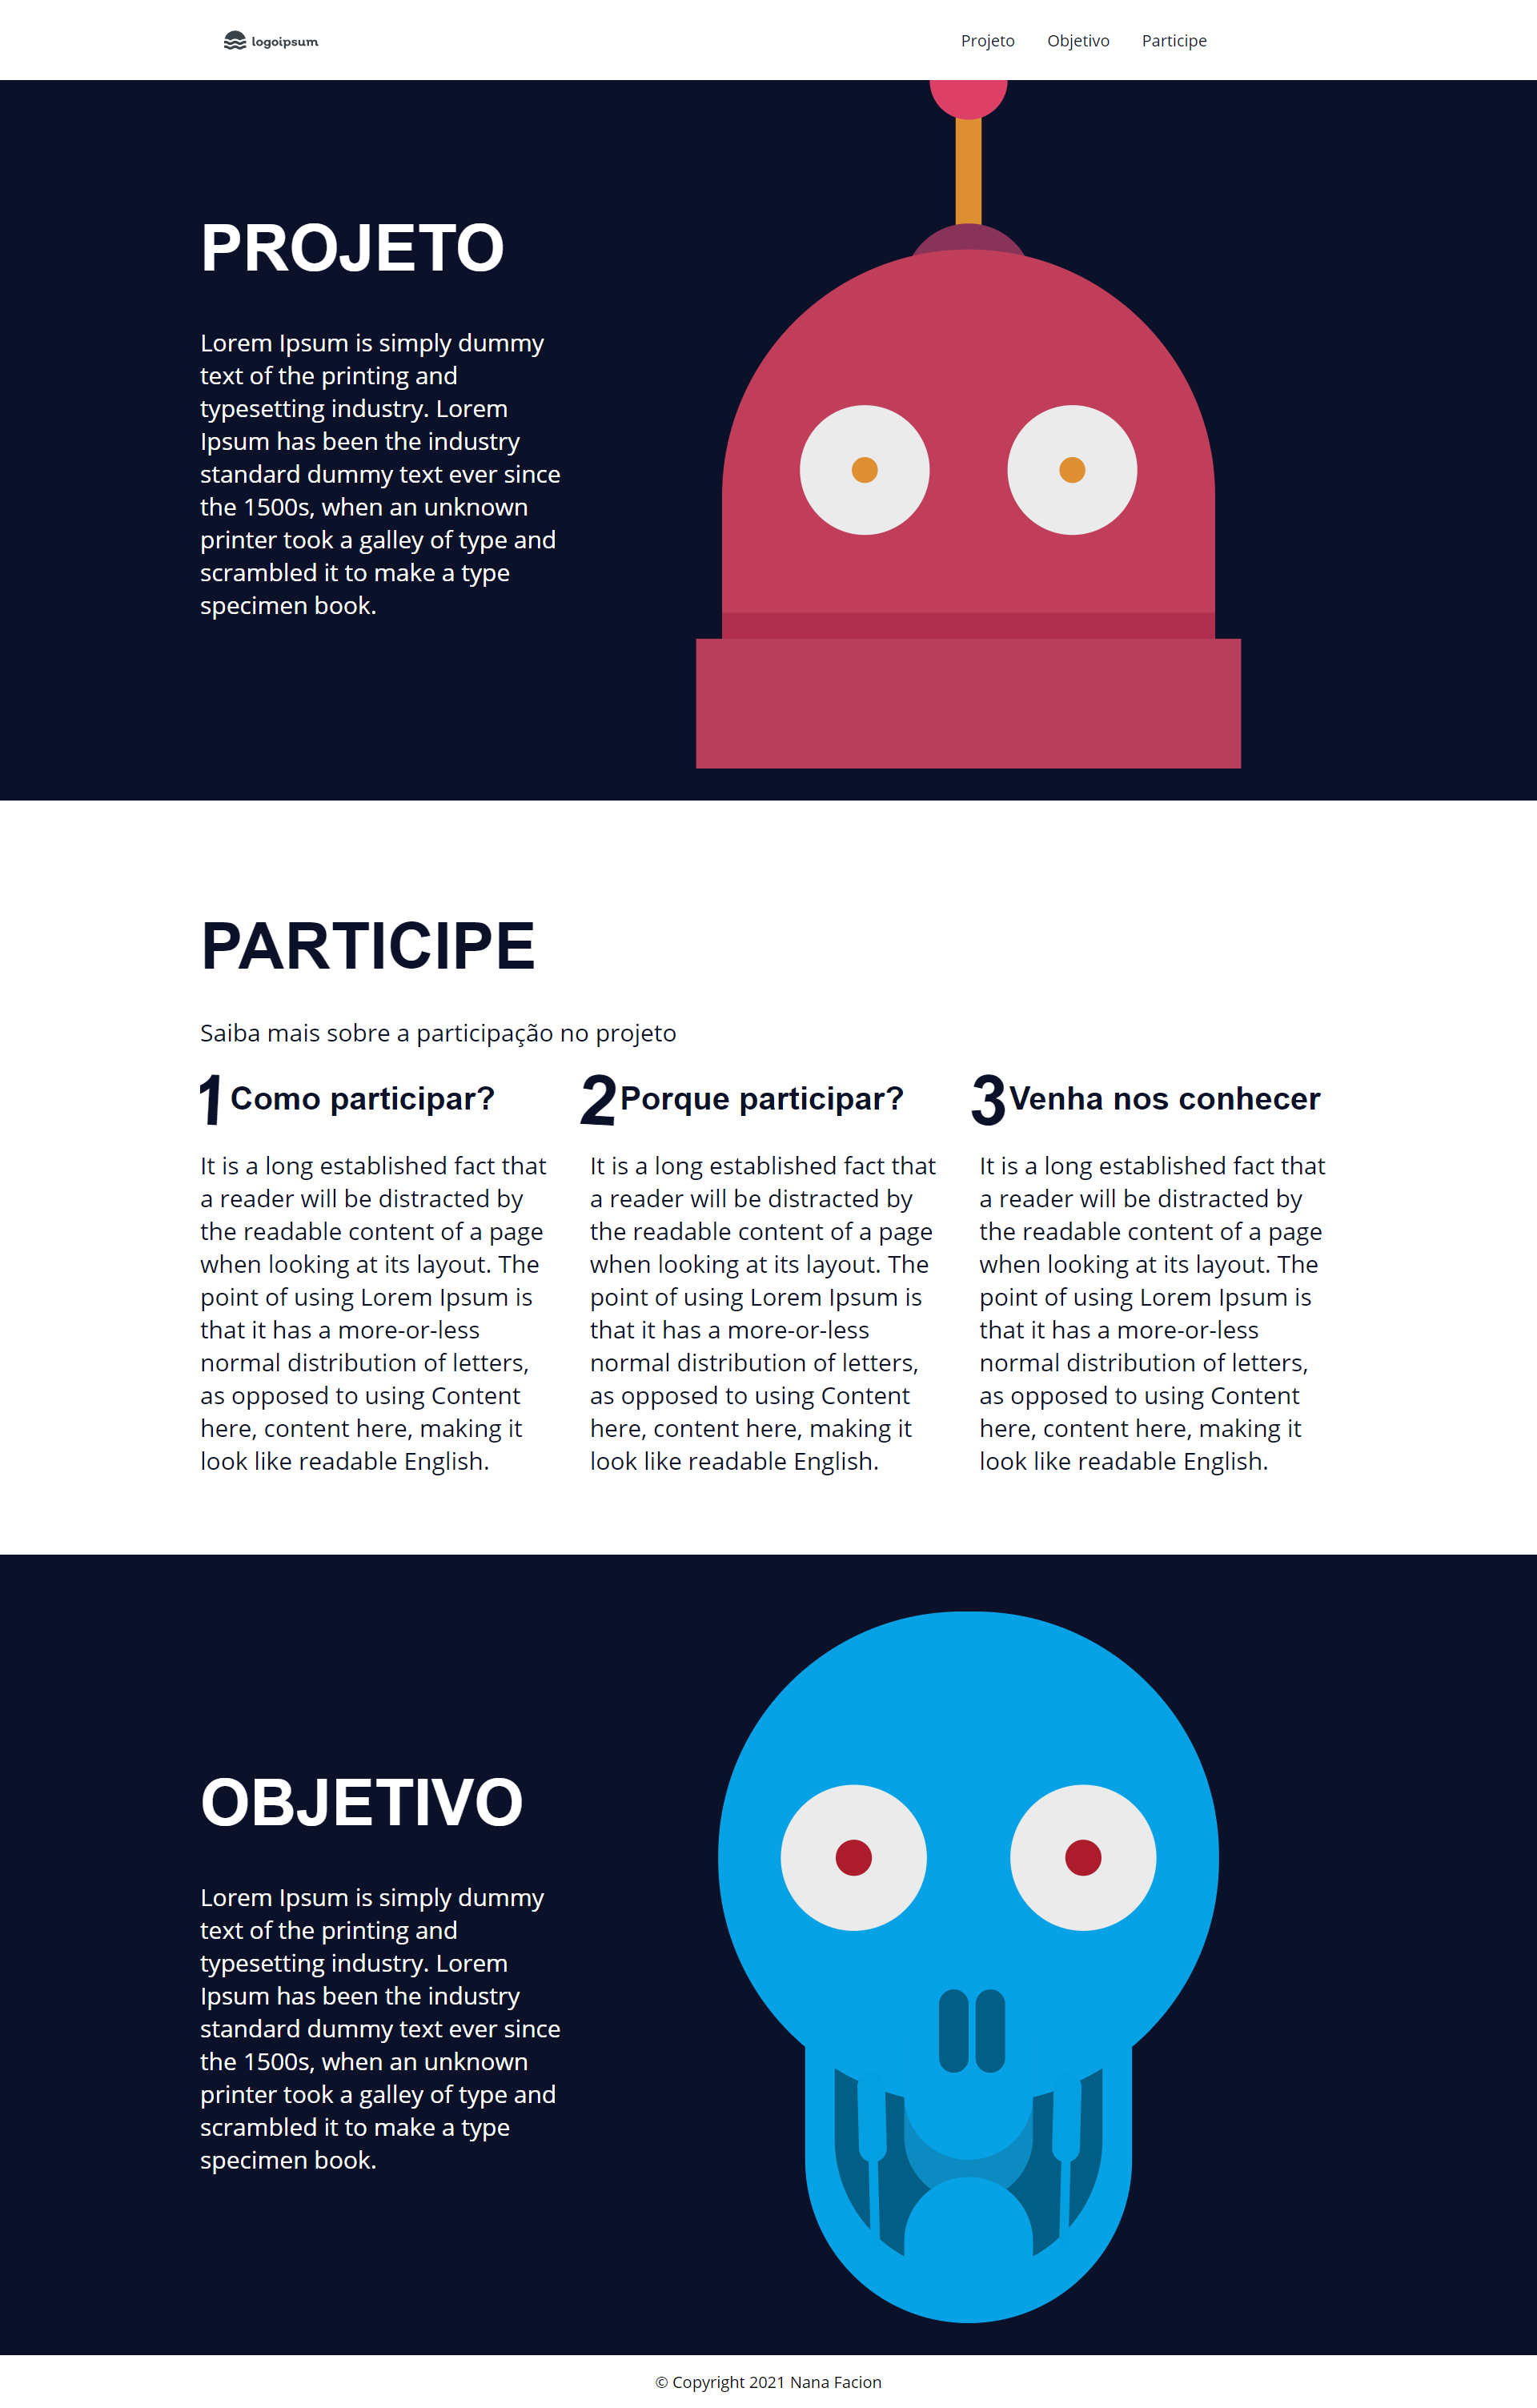 logoipsum
Projeto Objetivo Participe
PROJETO
Lorem Ipsum is simply dummy
text of the printing and
typesetting industry. Lorem
Ipsum has been the industry
standard dummy text ever since
the 1500s, when an unknown
printer took a galley of type and
scrambled it to make a type
specimen book.
PARTICIPE
Saiba mais sobre a participação no projeto
1 Como participar?
It is a long established fact that
a reader will be distracted by
the readable content of a page
when looking at its layout. The
point of using Lorem Ipsum is
that it has a more-or-less
normal distribution of letters,
as opposed to using Content
here, content here, making it
look like readable English.
2 Porque participar?
It is a long established fact that
a reader will be distracted by
the readable content of a page
when looking at its layout. The
point of using Lorem Ipsum is
that it has a more-or-less
normal distribution of letters,
as opposed to using Content
here, content here, making it
look like readable English.
3 Venha nos conhecer
It is a long established fact that
a reader will be distracted by
the readable content of a page
when looking at its layout. The
point of using Lorem Ipsum is
that it has a more-or-less
normal distribution of letters,
as opposed to using Content
here, content here, making it
look like readable English.
OBJETIVO
Lorem Ipsum is simply dummy
text of the printing and
typesetting industry. Lorem
Ipsum has been the industry
standard dummy text ever since
the 1500s, when an unknown
printer took a galley of type and
scrambled it to make a type
specimen book.
© Copyright 2021 Nana Facion